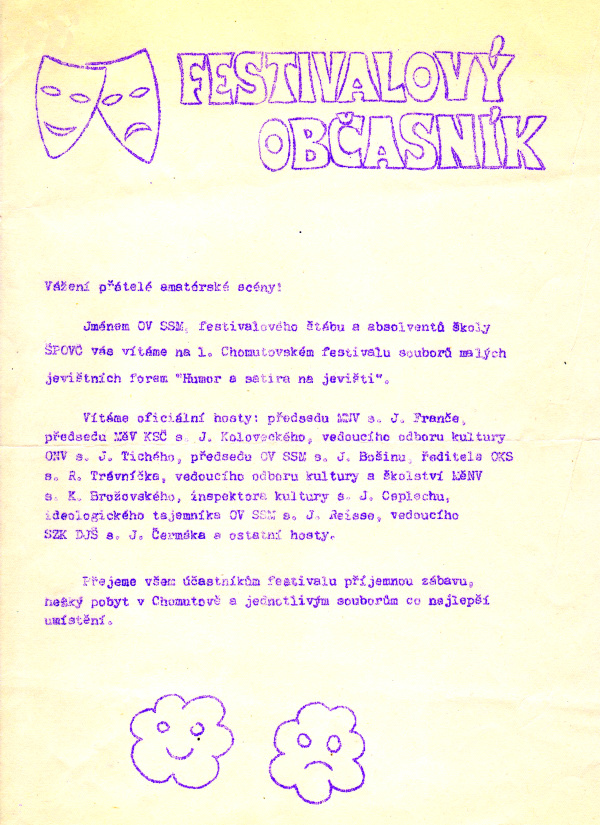 FESTIVALOVÝ
OBČASNÍK
Vážení přátelé amatérské scény!
Jménem OV SSM, festivalového štábu a absolventů školy
ŠPOVČ vás vítáme na 1. Chomutovském festivalu souborů malých
jevištních forem "Humor a satira na jevišti".
Vítáme oficiální hosty: předsedu MNV s. J. Franče,
předsedu MěV KSČ s. J. Koloveckého, vedoucího odboru kultury
ONV s. J. Tichého, předsedu OV SSM s. J. Bošinu, ředitele OKS
s. R. Trávníčka, vedoucího odboru kultury a školství MěNV
s. K. Brožovského, inspektora kultury s. J. Ceplechu,
ideologického tajemníka OV SSM s. J. Reisse, vedoucího
SZK DJŠ s. J. Čermáka a ostatní hosty.
Přejeme všem účastníkům festivalu příjemnou zábavu,
hezký pobyt v Chomutově a jednotlivým souborům co nejlepší
umístění.